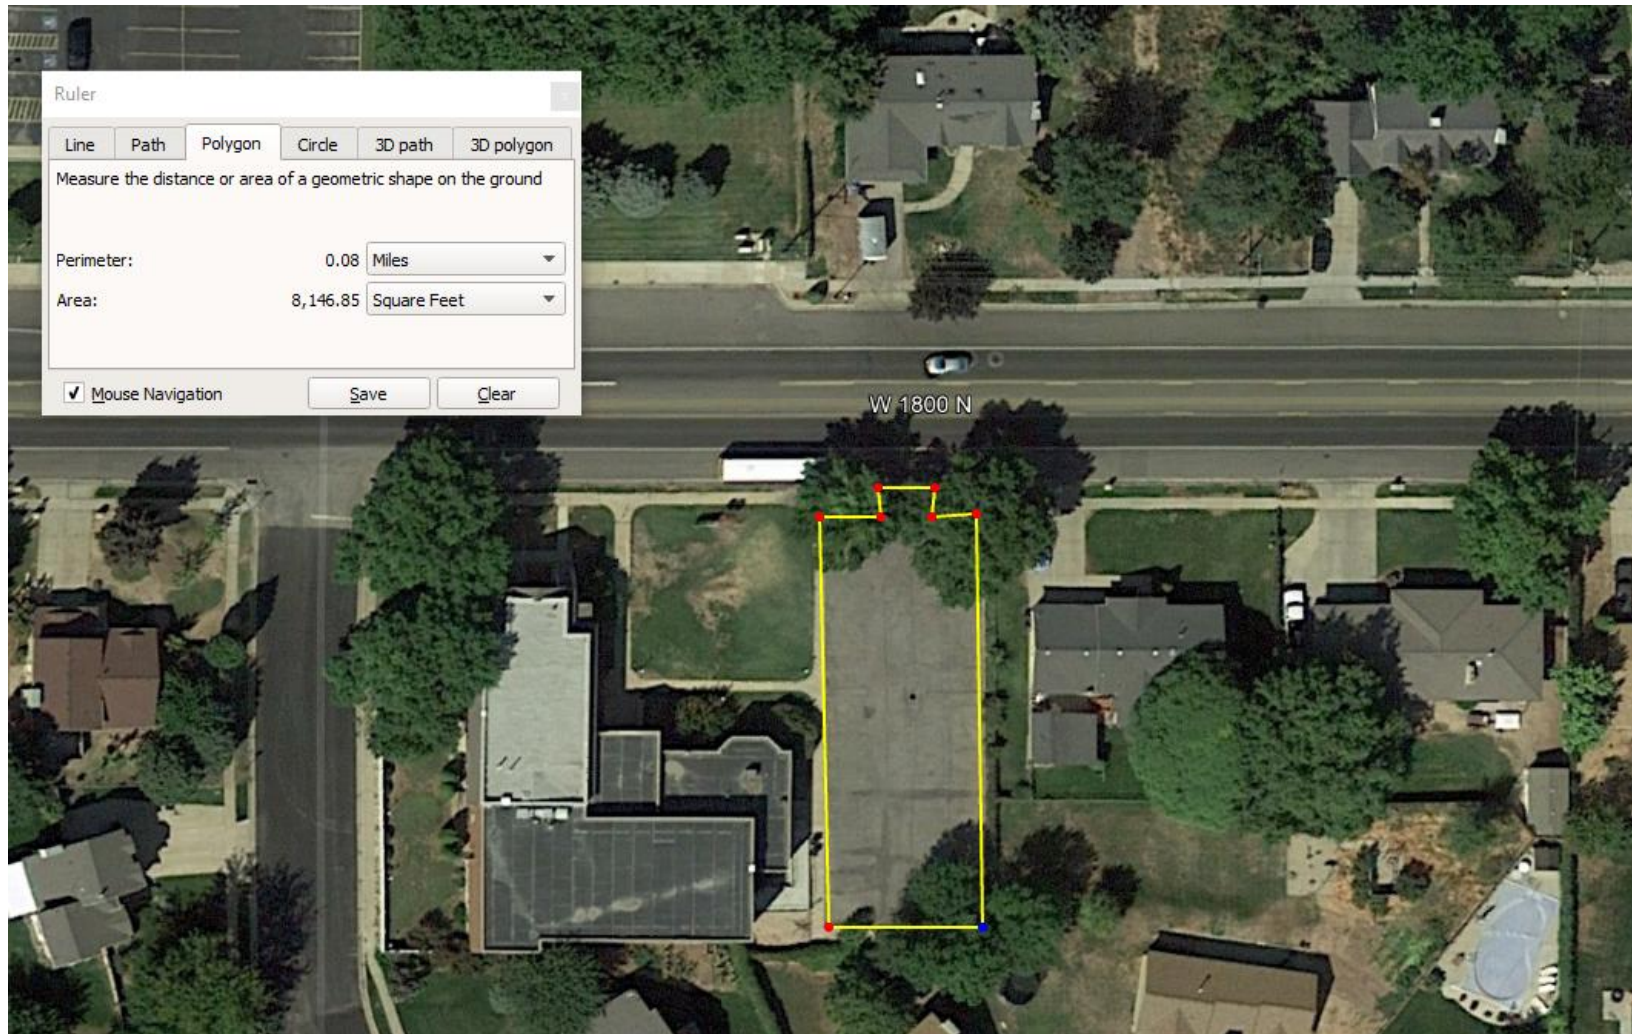 Ruler
Line Path Polygon Circle 3D path 3D polygon
Measure the distance or area of a geometric shape on the ground
Perimeter: 0.08 Miles
Area: 8,146.85 Square Feet
Mouse Navigation Save Clear
W 1800 N